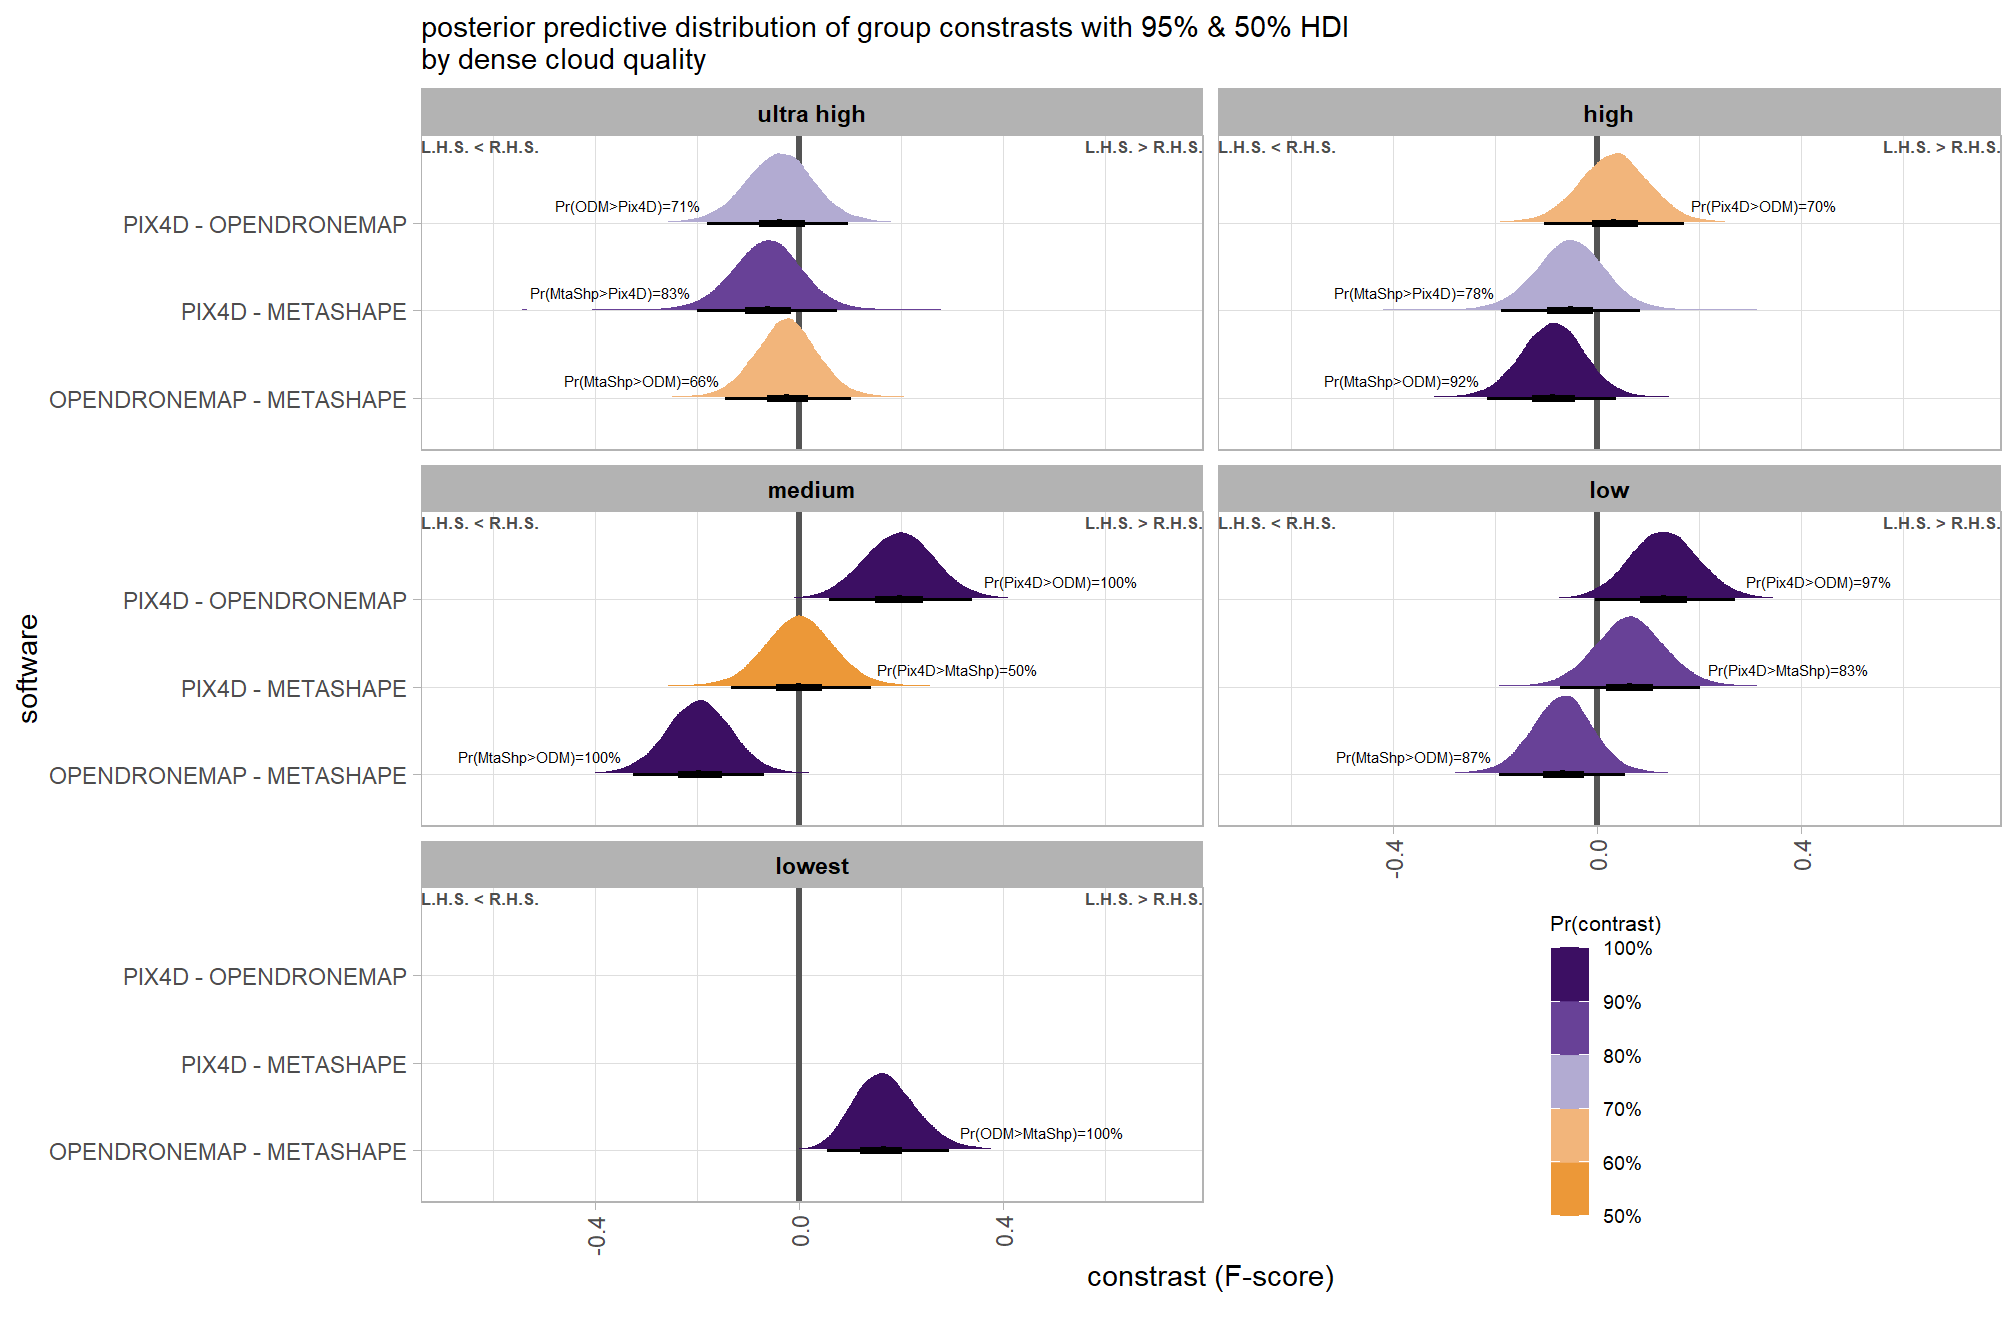 posterior predictive distribution of group constrasts with 95% & 50% HDI
by dense cloud quality
ultra high
high
L.H.S. < R.H.S.
L.H.S. > R.H.S.
L.H.S. < R.H.S.
L.H.S. > R.H.S.
PIX4D - OPENDRONEMAP
Pr(ODM>Pix4D)=71%
Pr(Pix4D>ODM)=70%
PIX4D - METASHAPE
Pr(MtaShp>Pix4D)=83%
Pr(MtaShp>Pix4D)=78%
OPENDRONEMAP - METASHAPE
Pr(MtaShp>ODM)=66%
Pr(MtaShp>ODM)=92%
medium
low
L.H.S. < R.H.S.
L.H.S. > R.H.S.
L.H.S. < R.H.S.
L.H.S. > R.H.S.
PIX4D - OPENDRONEMAP
Pr(Pix4D>ODM)=100%
Pr(Pix4D>ODM)=97%
PIX4D - METASHAPE
Pr(Pix4D>MtaShp)=50%
Pr(Pix4D>MtaShp)=83%
OPENDRONEMAP - METASHAPE
Pr(MtaShp>ODM)=100%
Pr(MtaShp>ODM)=87%
-0.4
0.0
0.4
lowest
L.H.S. < R.H.S.
L.H.S. > R.H.S.
PIX4D - OPENDRONEMAP
PIX4D - METASHAPE
OPENDRONEMAP - METASHAPE
Pr(ODM>MtaShp)=100%
-0.4
0.0
0.4
software
constrast (F-score)
Pr(contrast)
100%
90%
80%
70%
60%
50%